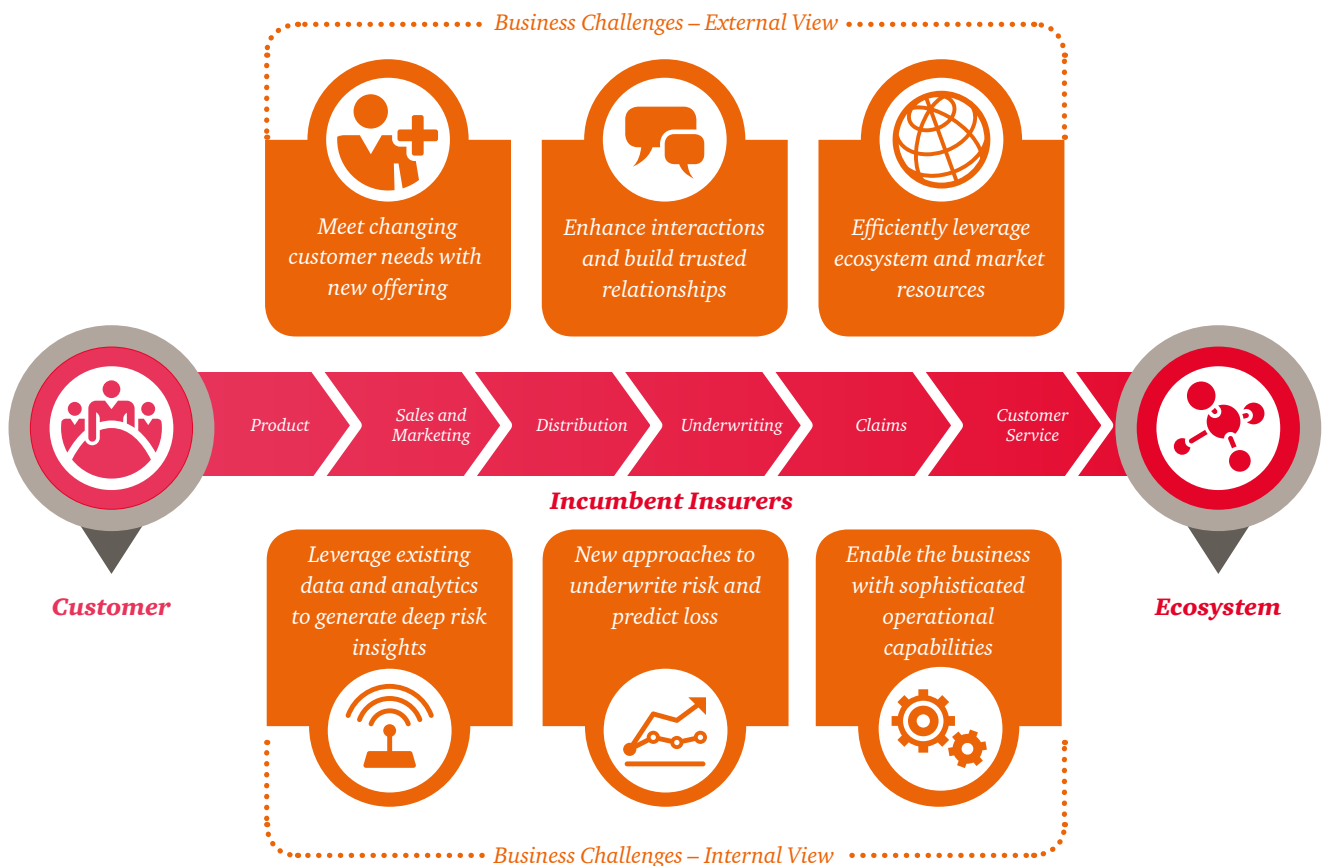 Business Challenges – External View
Meet changing
customer needs with
new offering
Enhance interactions
and build trusted
relationships
Efficiently leverage
ecosystem and market
resources
Product
Sales and
Marketing
Distribution
Underwriting
Claims
Customer
Service
Incumbent Insurers
Customer
Ecosystem
Leverage existing
data and analytics
to generate deep risk
insights
New approaches to
underwrite risk and
predict loss
Enable the business
with sophisticated
operational
capabilities
Business Challenges – Internal View